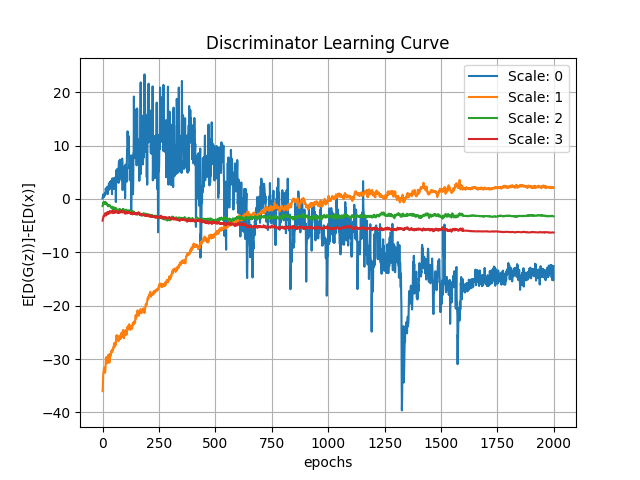 Discriminator Learning Curve
Scale: 0
Scale: 1
Scale: 2
Scale: 3
E[D(G(z))]-E[D(x)]
20
10
0
−10
−20
−30
−40
0 250 500 750 1000 1250 1500 1750 2000
epochs